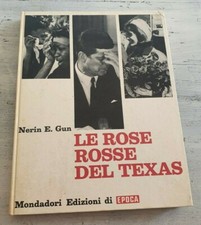 Nerin E. Gun
LE ROSE
ROSSE
DEL TEXAS
Mondadori Edizioni di EPOCA